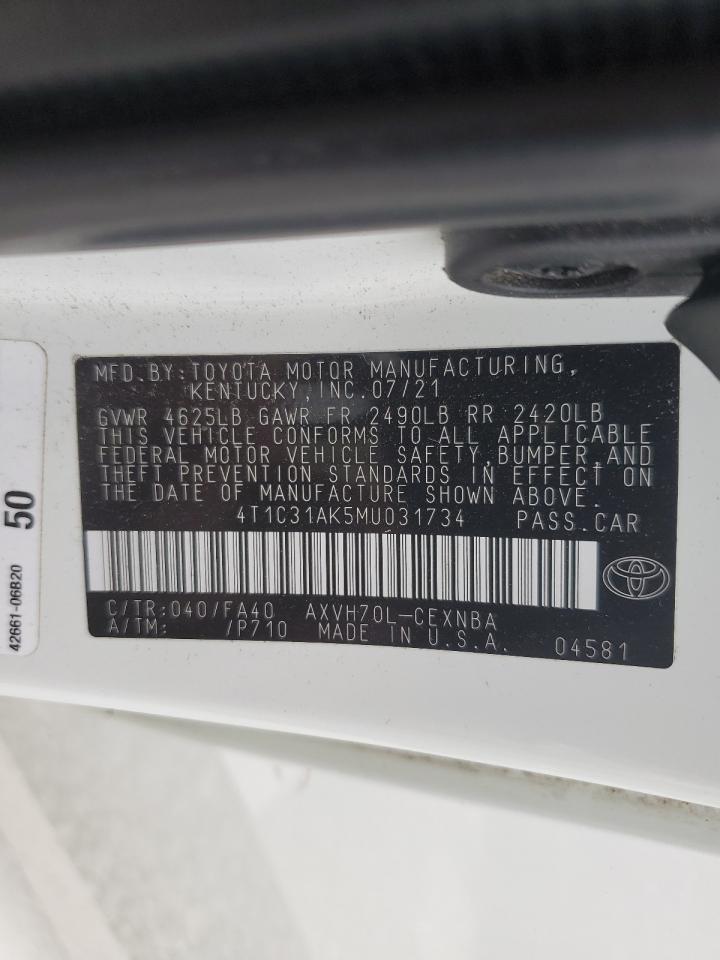 MFD.BY:TOYOTA MOTOR MANUFACTURING,
KENTUCKY,INC.07/21
GVWR 4625LB GAWR FR 2490LB RR 2420LB
THIS VEHICLE CONFORMS TO ALL APPLICABLE
FEDERAL MOTOR VEHICLE SAFETY,BUMPER,AND
THEFT PREVENTION STANDARDS IN EFFECT ON
THE DATE OF MANUFACTURE SHOWN ABOVE.
4T1C31AK5MU031734 PASS.CAR
C/TR:040/FA40 AXVH70L-CEXNBA
A/TM: /P710 MADE IN U.S.A. 04581
50
42661-06B20